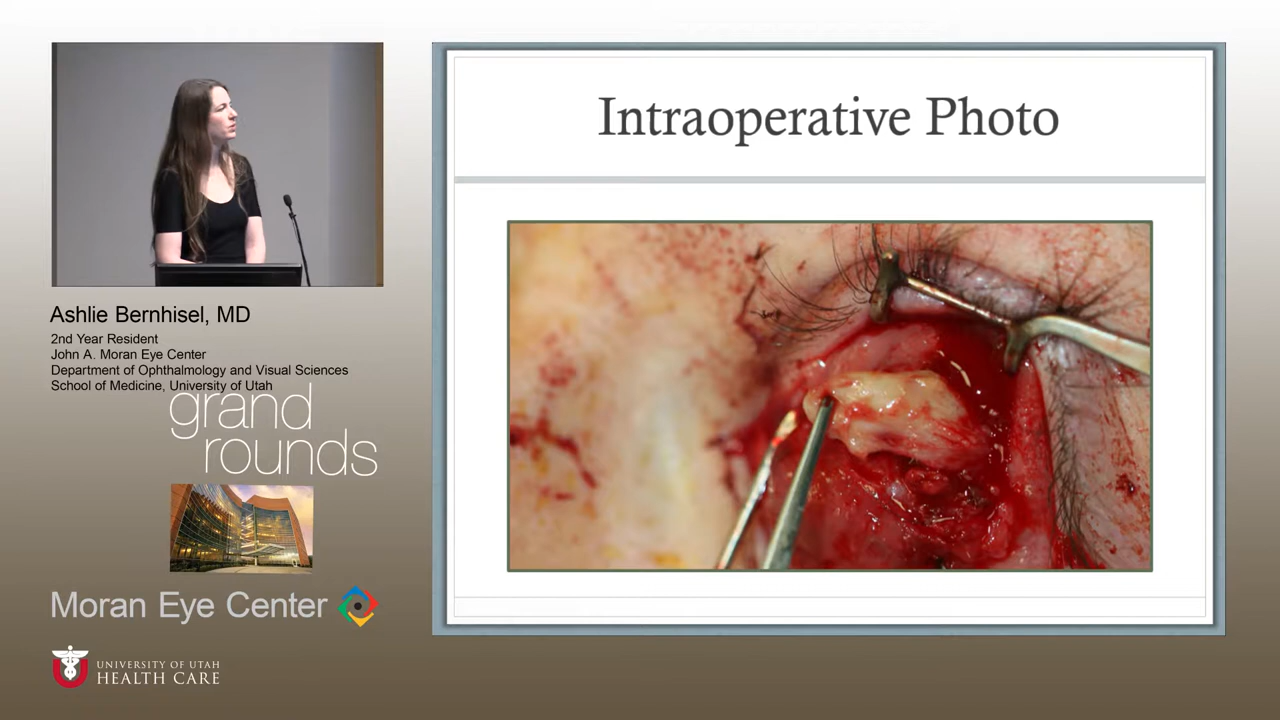 Intraoperative Photo
Ashlie Bernhisel, MD
2nd Year Resident
John A. Moran Eye Center
Department of Ophthalmology and Visual Sciences
School of Medicine, University of Utah
grand
rounds
Moran Eye Center
UNIVERSITY OF UTAH
HEALTH CARE